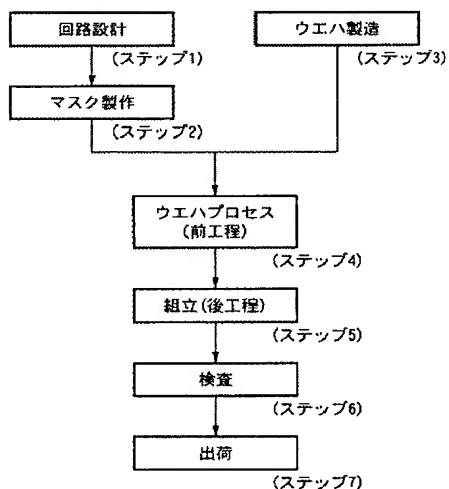 回路設計
(ステップ1)
ウエハ製造
(ステップ3)
マスク製作
(ステップ2)
ウエハプロセス
(前工程)
(ステップ4)
組立(後工程)
(ステップ5)
検査
(ステップ6)
出荷
(ステップ7)